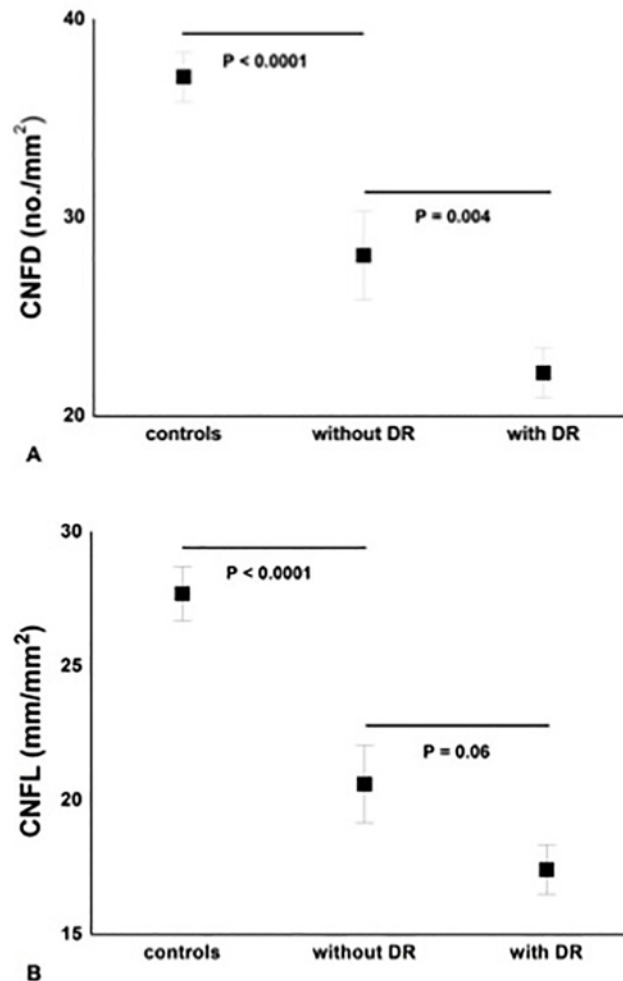 40
P < 0.0001
CNFD (no./mm²)
30
P = 0.004
20
controls without DR with DR
A
30
P < 0.0001
25
CNFL (mm/mm²)
P = 0.06
20
15
controls without DR with DR
B